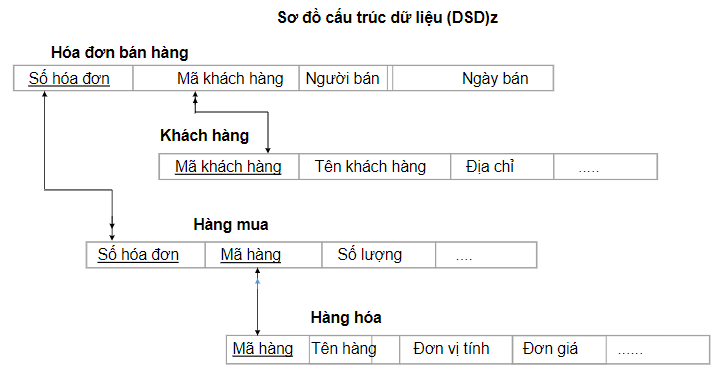 Sơ đồ cấu trúc dữ liệu (DSD)z
Hóa đơn bán hàng
Số hóa đơn Mã khách hàng Người bán Ngày bán
Khách hàng
Mã khách hàng Tên khách hàng Địa chỉ .....
Hàng mua
Số hóa đơn Mã hàng Số lượng ....
Hàng hóa
Mã hàng Tên hàng Đơn vị tính Đơn giá ......